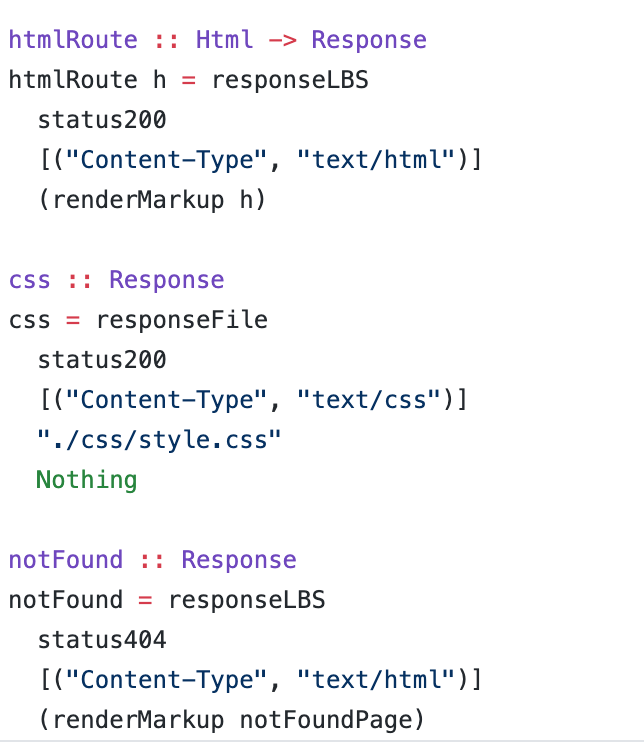 htmlRoute :: Html -> Response
htmlRoute h = responseLBS
  status200
  [("Content-Type", "text/html")]
  (renderMarkup h)

css :: Response
css = responseFile
  status200
  [("Content-Type", "text/css")]
  "./css/style.css"
  Nothing

notFound :: Response
notFound = responseLBS
  status404
  [("Content-Type", "text/html")]
  (renderMarkup notFoundPage)